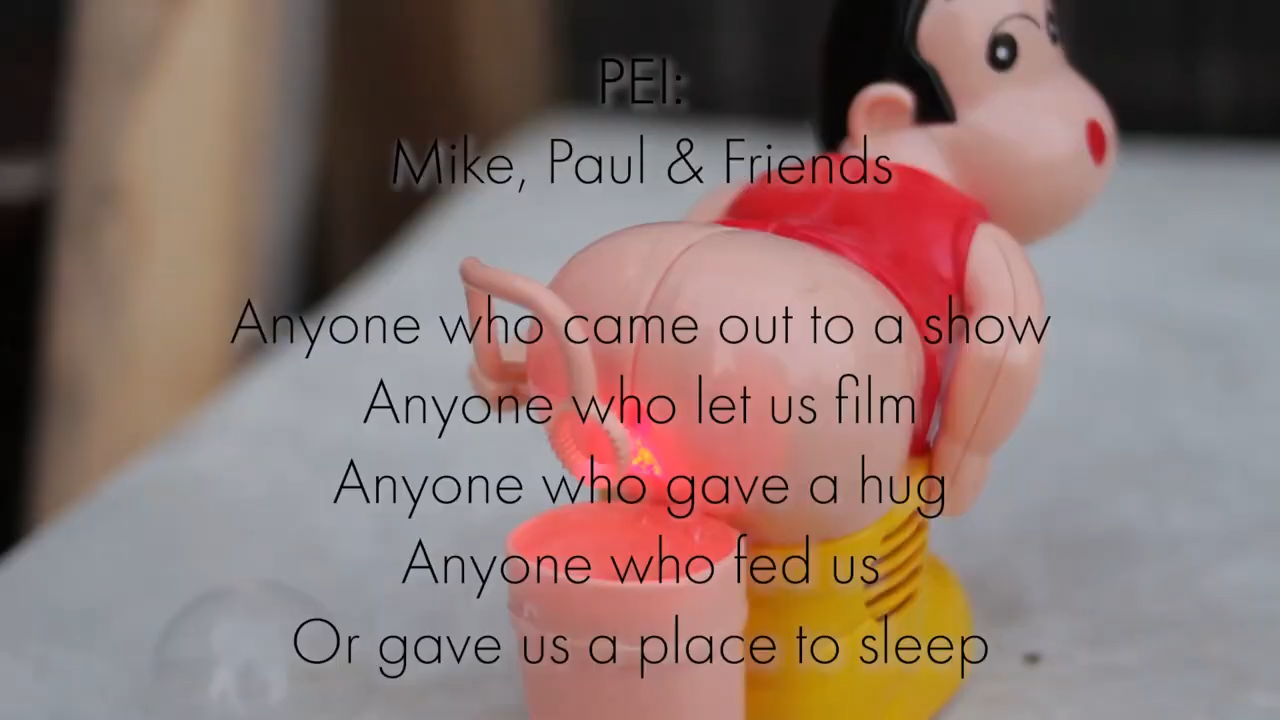 PEI:
Mike, Paul & Friends
Anyone who came out to a show
Anyone who let us film
Anyone who gave a hug
Anyone who fed us
Or gave us a place to sleep